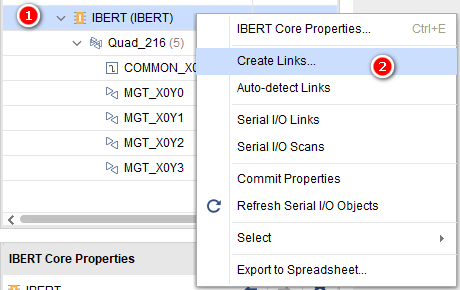 1
IBERT (IBERT)
Quad_216 (5)
COMMON_X0
MGT_X0Y0
MGT_X0Y1
MGT_X0Y2
MGT_X0Y3
IBERT Core Properties
IBERT
IBERT Core Properties... Ctrl+E
Create Links...
2
Auto-detect Links
Serial I/O Links
Serial I/O Scans
Commit Properties
Refresh Serial I/O Objects
Select
Export to Spreadsheet...